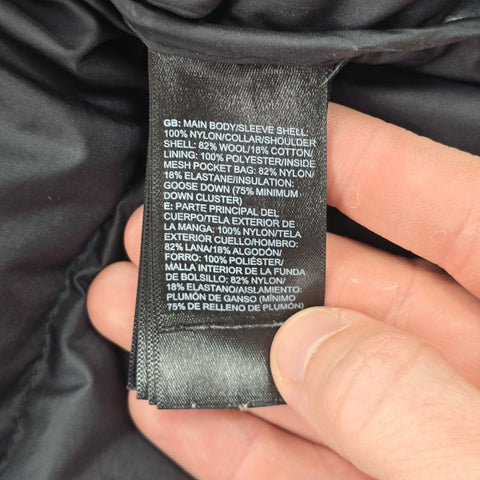 GB: MAIN BODY/SLEEVE SHELL:
100% NYLON/COLLAR/SHOULDER
SHELL: 82% WOOL/18% COTTON/
LINING: 100% POLYESTER/INSIDE
MESH POCKET BAG: 82% NYLON/
18% ELASTANE/INSULATION:
GOOSE DOWN (75% MINIMUM
DOWN CLUSTER)
E: PARTE PRINCIPAL DEL
CUERPO/TELA EXTERIOR DE
LA MANGA: 100% NYLON/TELA
EXTERIOR CUELLO/HOMBRO:
82% LANA/18% ALGODÓN/
FORRO: 100% POLIÉSTER/
MALLA INTERIOR DE LA FUNDA
DE BOLSILLO: 82% NYLON/
18% ELASTANO/AISLAMIENTO:
PLUMÓN DE GANSO (MÍNIMO
75% DE RELLENO DE PLUMÓN)